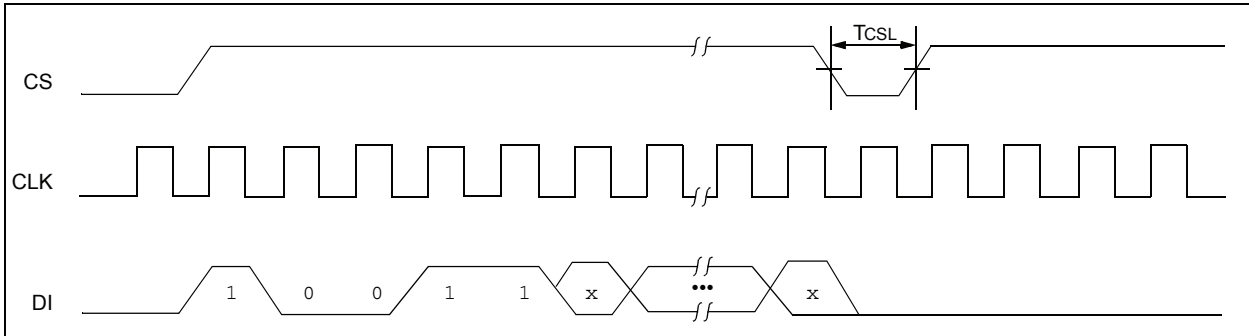 TCSL
CS
CLK
DI
1 0 0 1 1 x ••• x